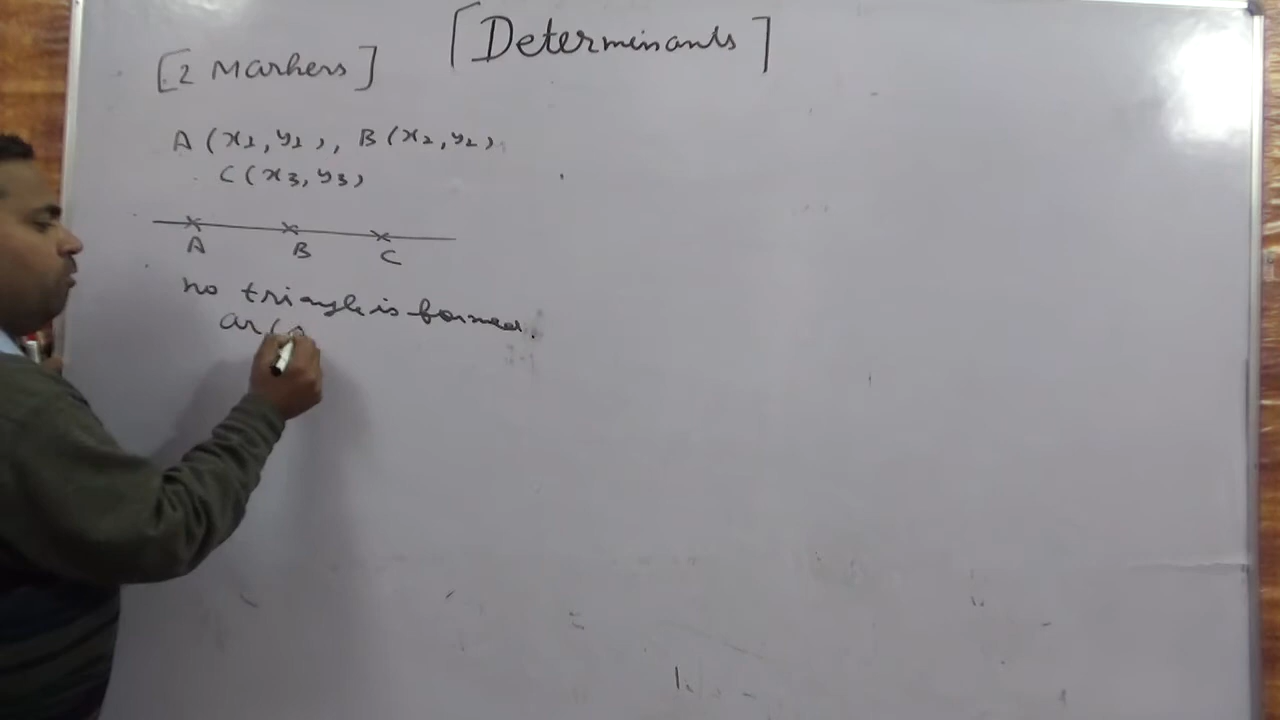 [Determinants]
[2 Markers]
A (x1, y1), B (x2, y2)
C (x3, y3)
A B C
no triangle is formed.
ar (